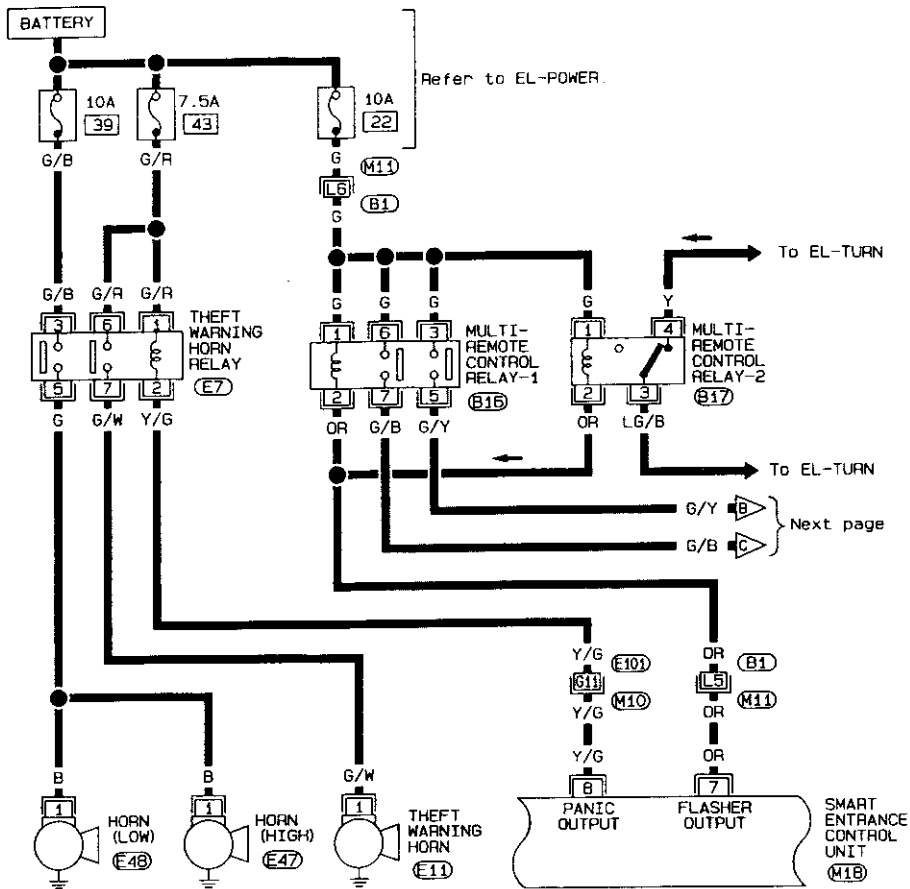 BATTERY
Refer to EL-POWER.
10A
39
7.5A
43
10A
22
G/B
G/R
G
M11
L6
B1
G
To EL-TURN
G/B
G/R
G/R
G
G
G
G
Y
3
6
1
THEFT
WARNING
HORN
RELAY
E7
1
6
3
MULTI-
REMOTE
CONTROL
RELAY-1
B16
1
4
MULTI-
REMOTE
CONTROL
RELAY-2
B17
5
7
2
2
7
5
2
3
G
G/W
Y/G
OR
G/B
G/Y
OR
LG/B
To EL-TURN
G/Y
B
G/B
C
Next page
Y/G
E101
OR
B1
G11
L5
M10
M11
Y/G
OR
B
B
G/W
Y/G
OR
1
1
1
8
7
HORN
(LOW)
E48
HORN
(HIGH)
E47
THEFT
WARNING
HORN
E11
PANIC
OUTPUT
FLASHER
OUTPUT
SMART
ENTRANCE
CONTROL
UNIT
M18